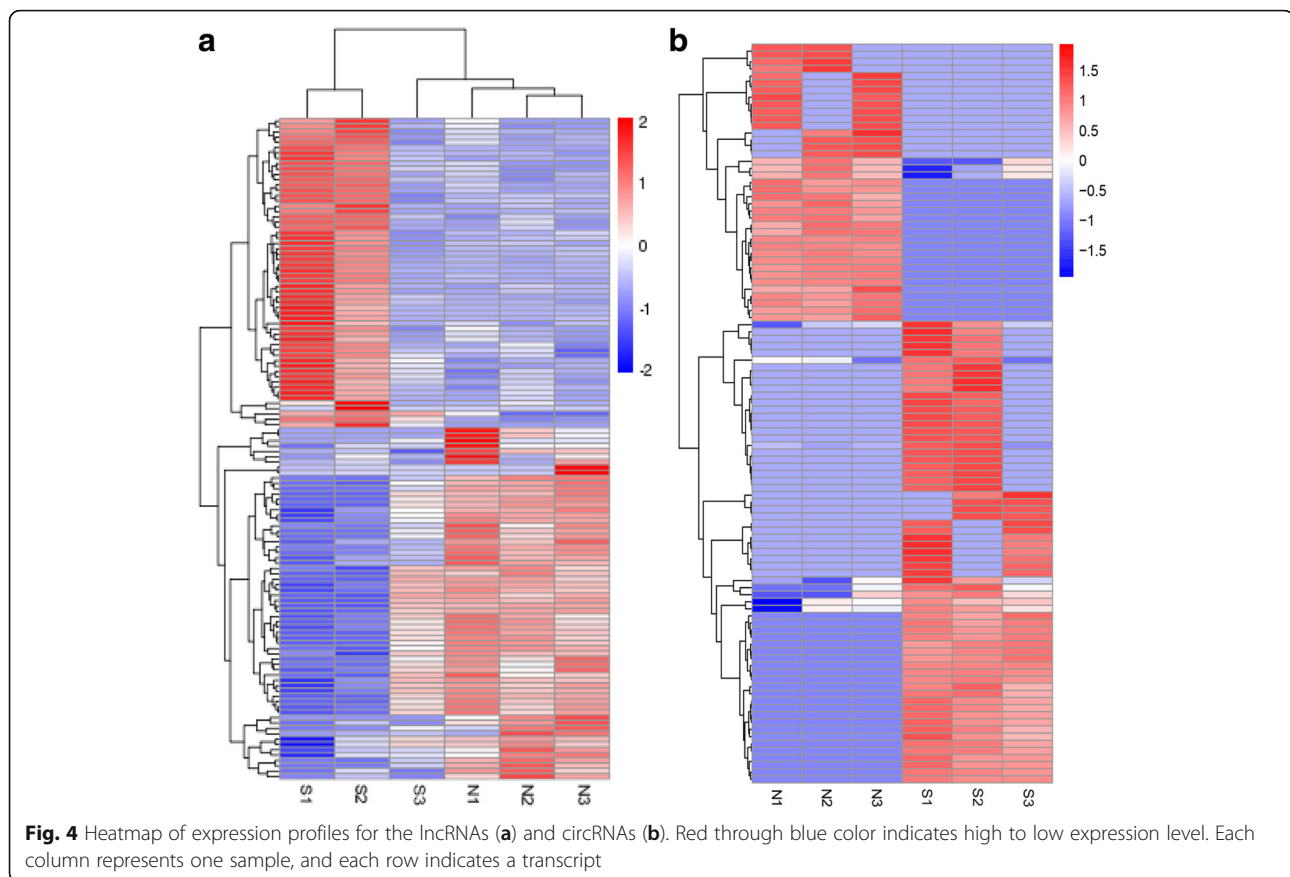 a
b
2
1
0
-1
-2
1.5
1
0.5
0
−0.5
−1
−1.5
S1 S2 S3 N1 N2 N3
N1 N2 N3 S1 S2 S3
Fig. 4 Heatmap of expression profiles for the lncRNAs (a) and circRNAs (b). Red through blue color indicates high to low expression level. Each
column represents one sample, and each row indicates a transcript